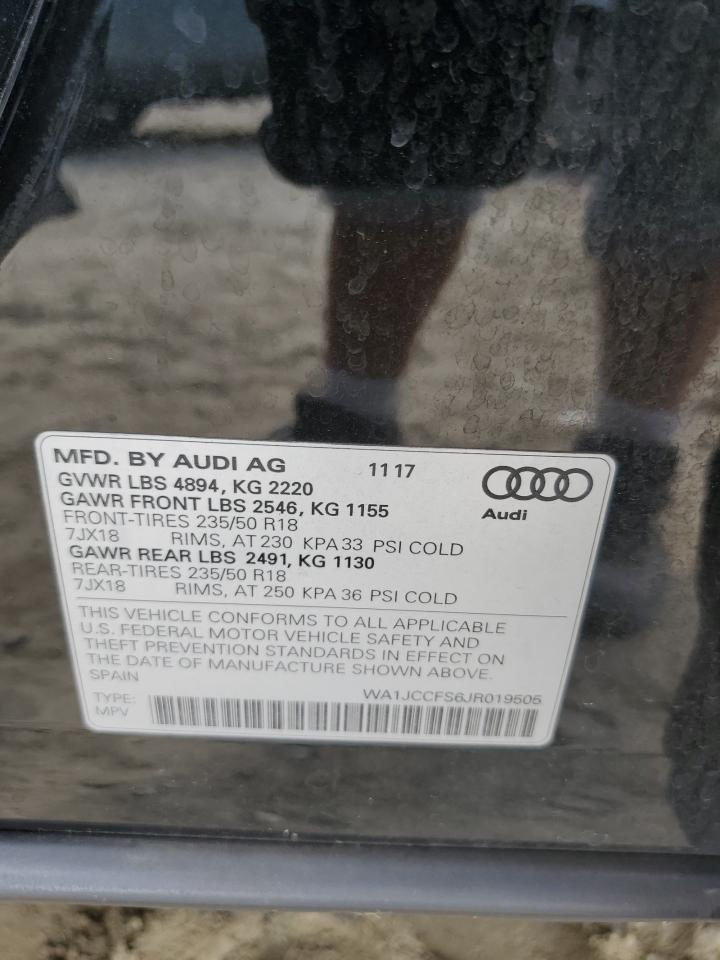 MFD. BY AUDI AG 11 17
GVWR LBS 4894, KG 2220
GAWR FRONT LBS 2546, KG 1155
Audi
FRONT-TIRES 235/50 R18
7JX18 RIMS, AT 230 KPA 33 PSI COLD
GAWR REAR LBS 2491, KG 1130
REAR-TIRES 235/50 R18
7JX18 RIMS, AT 250 KPA 36 PSI COLD
THIS VEHICLE CONFORMS TO ALL APPLICABLE
U.S. FEDERAL MOTOR VEHICLE SAFETY AND
THEFT PREVENTION STANDARDS IN EFFECT ON
THE DATE OF MANUFACTURE SHOWN ABOVE.
SPAIN
WA1JCCFS6JR019505
TYPE:
MPV